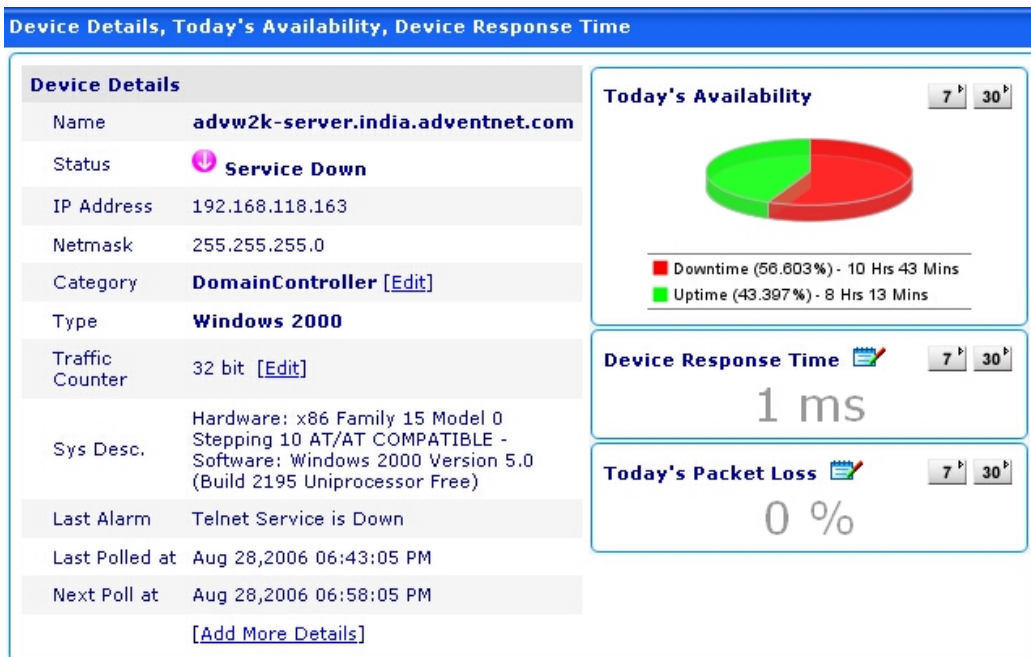 Device Details, Today's Availability, Device Response Time
Device Details
Name advw2k-server.india.adventnet.com
Status Service Down
IP Address 192.168.118.163
Netmask 255.255.255.0
Category DomainController [Edit]
Type Windows 2000
Traffic
Counter
32 bit [Edit]
Sys Desc.
Hardware: x86 Family 15 Model 0
Stepping 10 AT/AT COMPATIBLE -
Software: Windows 2000 Version 5.0
(Build 2195 Uniprocessor Free)
Last Alarm Telnet Service is Down
Last Polled at Aug 28,2006 06:43:05 PM
Next Poll at Aug 28,2006 06:58:05 PM
[Add More Details]
Today's Availability 7 30
Downtime (56.603%) - 10 Hrs 43 Mins
Uptime (43.397%) - 8 Hrs 13 Mins
Device Response Time 7 30
1 ms
Today's Packet Loss 7 30
0 %